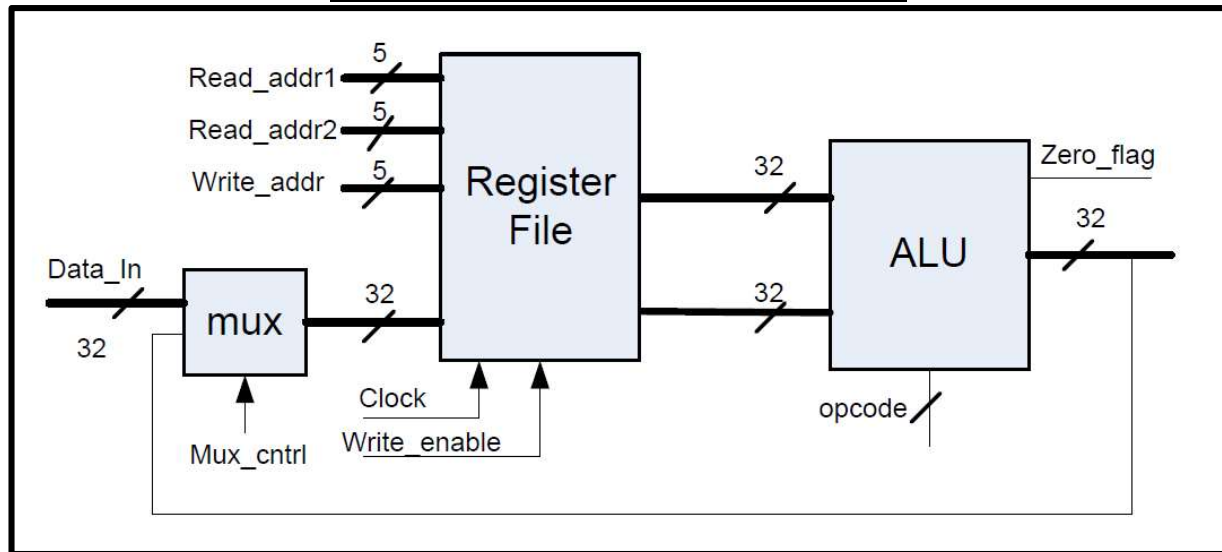 5
Read_addr1
5
Read_addr2
5
Write_addr
Register
File
32
32
Zero_flag
32
ALU
Data_In
32
mux
32
Clock
Write_enable
Mux_cntrl
opcode